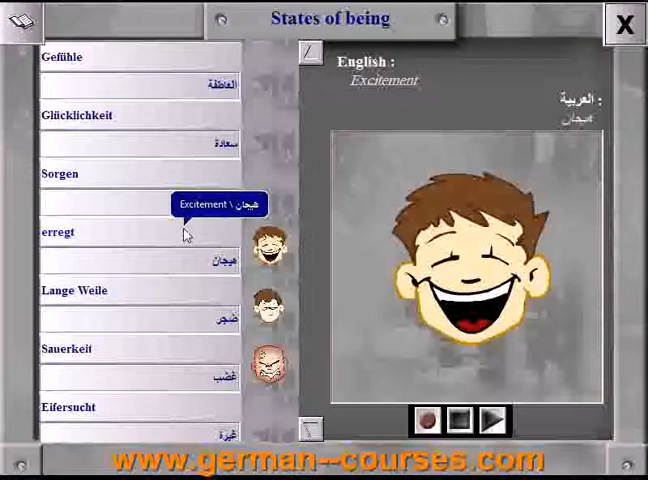 States of being
X
Gefühle
العاطفة
Glücklichkeit
سعادة
Sorgen
Excitement \ هيجان
erregt
هيجان
Lange Weile
ضجر
Sauerkeit
غضب
Eifersucht
غيرة
English :
Excitement
العربية :
هيجان
www.german--courses.com